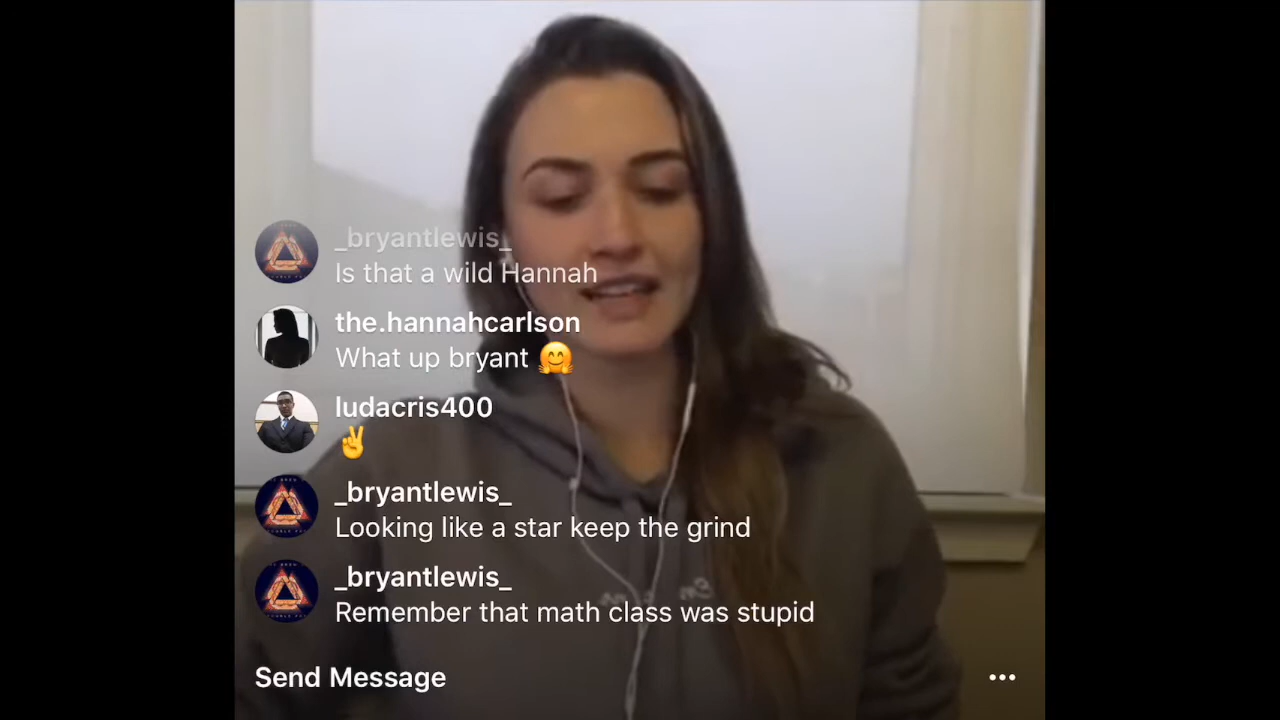 _bryantlewis_
Is that a wild Hannah
the.hannahcarlson
What up bryant 🤗
ludacris400
✌️
_bryantlewis_
Looking like a star keep the grind
_bryantlewis_
Remember that math class was stupid
Send Message